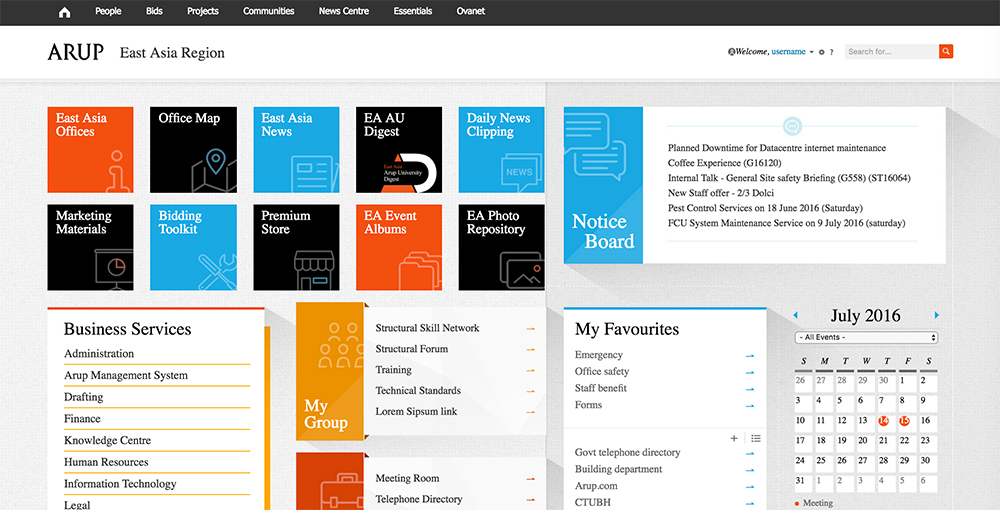 People Bids Projects Communities News Centre Essentials Ovanet
ARUP East Asia Region
Welcome, username ?
Search for...
East Asia
Offices
Office Map
East Asia
News
EA AU
Digest
East Asia
Arup University
Digest
Daily News
Clipping
NEWS
Marketing
Materials
Bidding
Toolkit
Premium
Store
EA Event
Albums
EA Photo
Repository
Notice
Board
Planned Downtime for Datacentre internet maintenance
Coffee Experience (G16120)
Internal Talk - General Site safety Briefing (G558) (ST16064)
New Staff offer - 2/3 Dolci
Pest Control Services on 18 June 2016 (Saturday)
FCU System Maintenance Service on 9 July 2016 (saturday)
Business Services
Administration
Arup Management System
Drafting
Finance
Knowledge Centre
Human Resources
Information Technology
Legal
My
Group
Structural Skill Network
Structural Forum
Training
Technical Standards
Lorem Sipsum link
Meeting Room
Telephone Directory
My Favourites
Emergency
Office safety
Staff benefit
Forms
Govt telephone directory
Building department
Arup.com
CTUBH
July 2016
- All Events -
S M T W T F S
26 27 28 29 30 1 2
3 4 5 6 7 8 9
10 11 12 13 14 15 16
17 18 19 20 21 22 23
24 25 26 27 28 29 30
31 1 2 3 4 5 6
Meeting